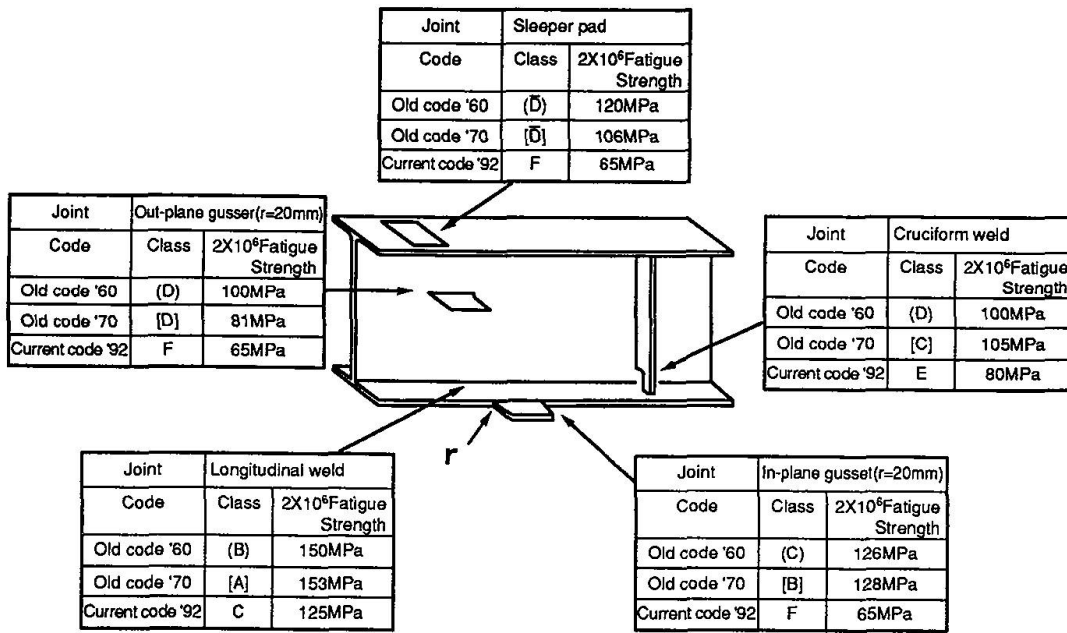 Joint Sleeper pad
Code Class 2X10⁶Fatigue
Strength
Old code '60 (D̄) 120MPa
Old code '70 [D̄] 106MPa
Current code '92 F 65MPa
Joint Out-plane gusser(r=20mm)
Code Class 2X10⁶Fatigue
Strength
Old code '60 (D) 100MPa
Old code '70 [D] 81MPa
Current code '92 F 65MPa
Joint Cruciform weld
Code Class 2X10⁶Fatigue
Strength
Old code '60 (D) 100MPa
Old code '70 [C] 105MPa
Current code '92 E 80MPa
r
Joint Longitudinal weld
Code Class 2X10⁶Fatigue
Strength
Old code '60 (B) 150MPa
Old code '70 [A] 153MPa
Current code '92 C 125MPa
Joint In-plane gusset(r=20mm)
Code Class 2X10⁶Fatigue
Strength
Old code '60 (C) 126MPa
Old code '70 [B] 128MPa
Current code '92 F 65MPa